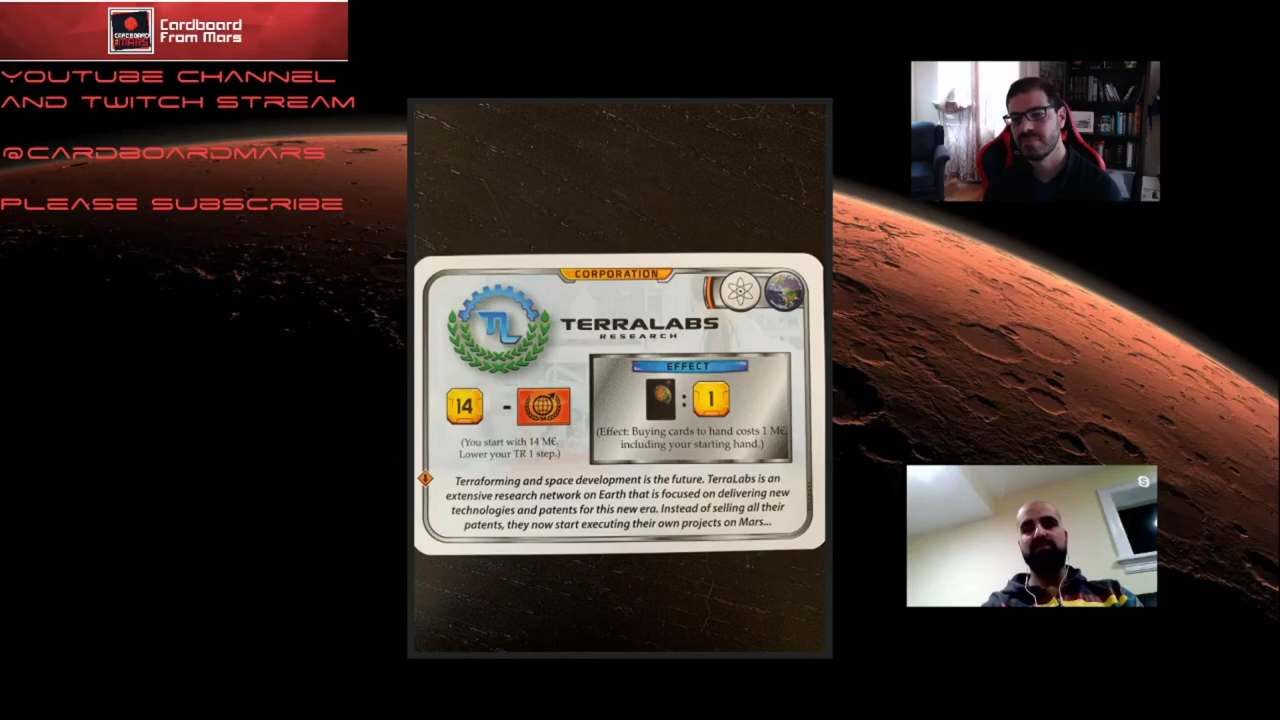 CARDBOARD
MARS
Cardboard
From Mars
YOUTUBE CHANNEL
AND TWITCH STREAM
@CARDBOARDMARS
PLEASE SUBSCRIBE
CORPORATION
TL
TERRALABS
RESEARCH
EFFECT
14 -
: 1
(You start with 14 M€.
Lower your TR 1 step.)
(Effect: Buying cards to hand costs 1 M€,
including your starting hand.)
Terraforming and space development is the future. TerraLabs is an
extensive research network on Earth that is focused on delivering new
technologies and patents for this new era. Instead of selling all their
patents, they now start executing their own projects on Mars...
S